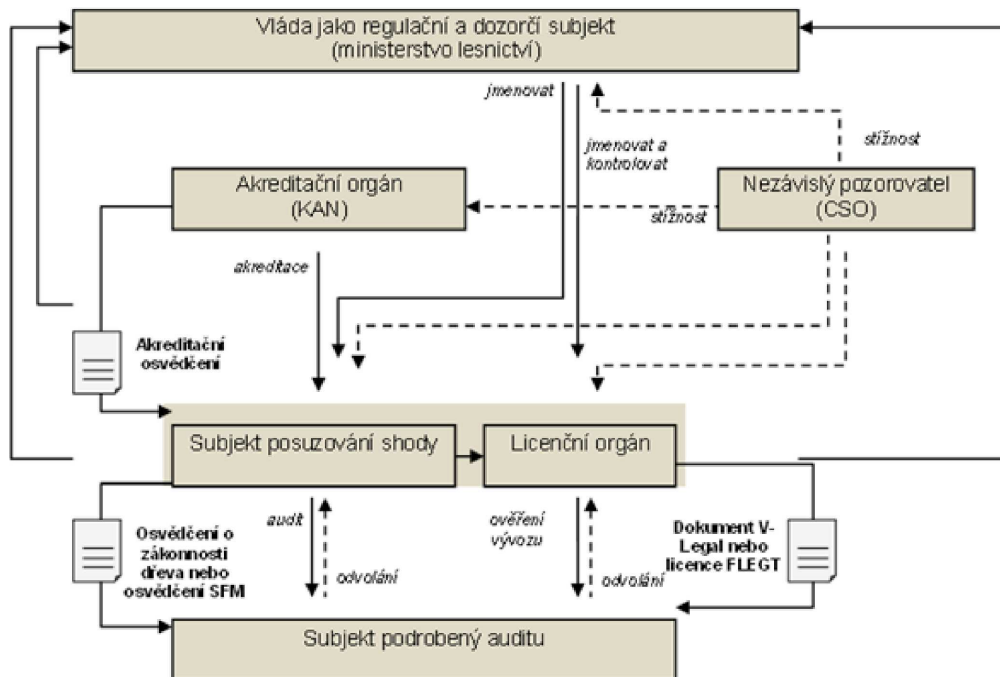 Vláda jako regulační a dozorčí subjekt
(ministerstvo lesnictví)
jmenovat
stížnost
jmenovat a
kontrolovat
Akreditační orgán
(KAN)
Nezávislý pozorovatel
(CSO)
stížnost
akreditace
Akreditační
osvědčení
Subjekt posuzování shody
Licenční orgán
audit
ověření
vývozu
Osvědčení o
zákonnosti
dřeva nebo
osvědčení SFM
Dokument V-
Legal nebo
licence FLEGT
odvolání
odvolání
Subjekt podrobený auditu